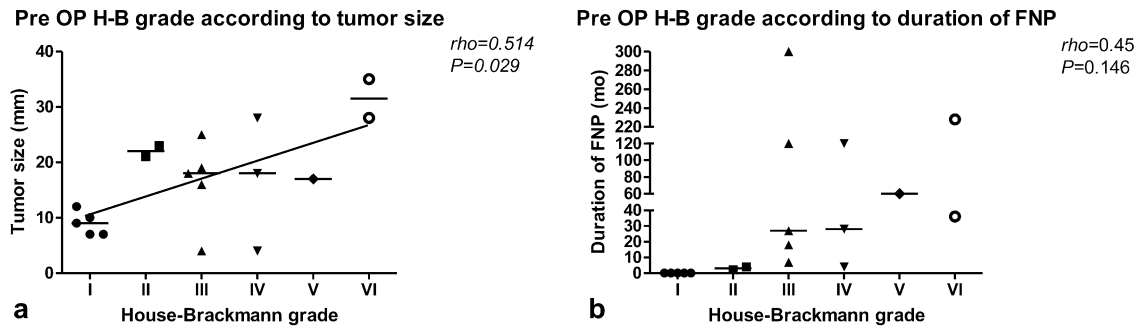 Pre OP H-B grade according to tumor size
rho=0.514
P=0.029
40
30
20
10
0
Tumor size (mm)
I II III IV V VI
House-Brackmann grade
a
Pre OP H-B grade according to duration of FNP
rho=0.45
P=0.146
300
280
260
240
220
120
100
80
60
40
30
20
10
0
Duration of FNP (mo)
I II III IV V VI
House-Brackmann grade
b